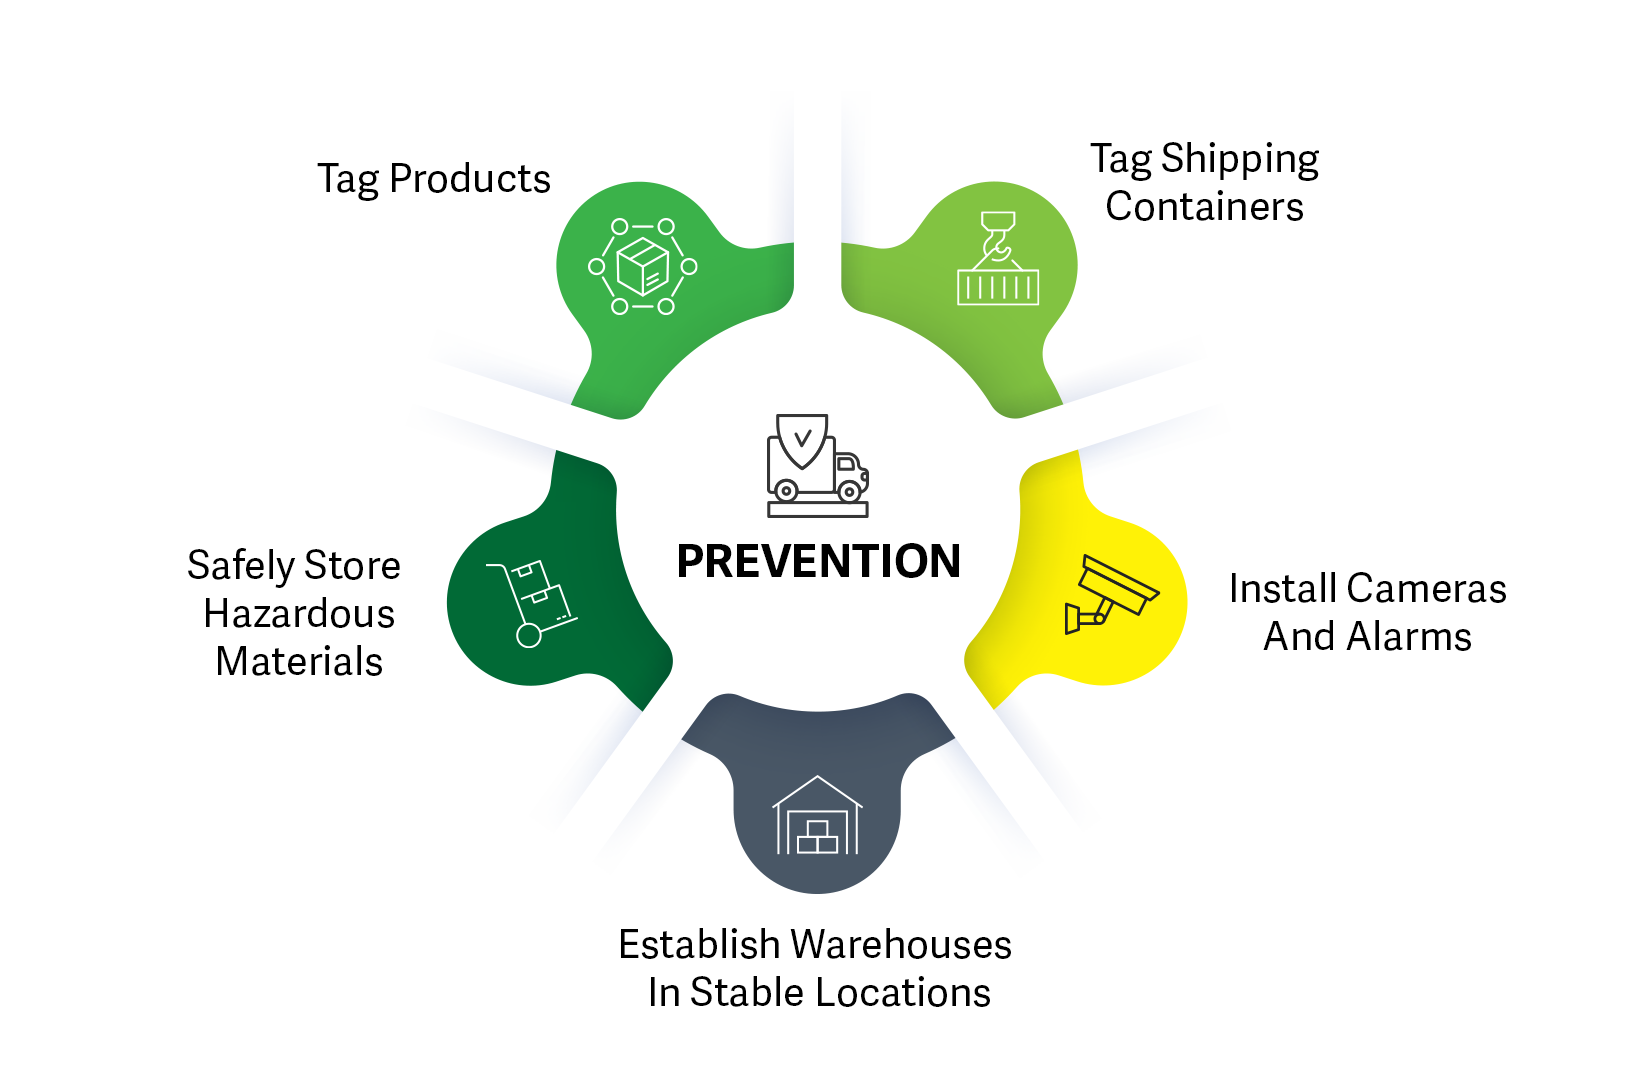 Tag Products
Tag Shipping
Containers
PREVENTION
Safely Store
Hazardous
Materials
Install Cameras
And Alarms
Establish Warehouses
In Stable Locations